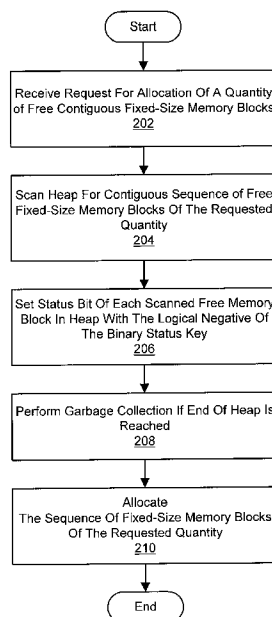 Start
Receive Request For Allocation Of A Quantity
of Free Contiguous Fixed-Size Memory Blocks
202
Scan Heap For Contiguous Sequence of Free
Fixed-Size Memory Blocks Of The Requested
Quantity
204
Set Status Bit Of Each Scanned Free Memory
Block In Heap With The Logical Negative Of
The Binary Status Key
206
Perform Garbage Collection If End Of Heap Is
Reached
208
Allocate
The Sequence Of Fixed-Size Memory Blocks
Of The Requested Quantity
210
End